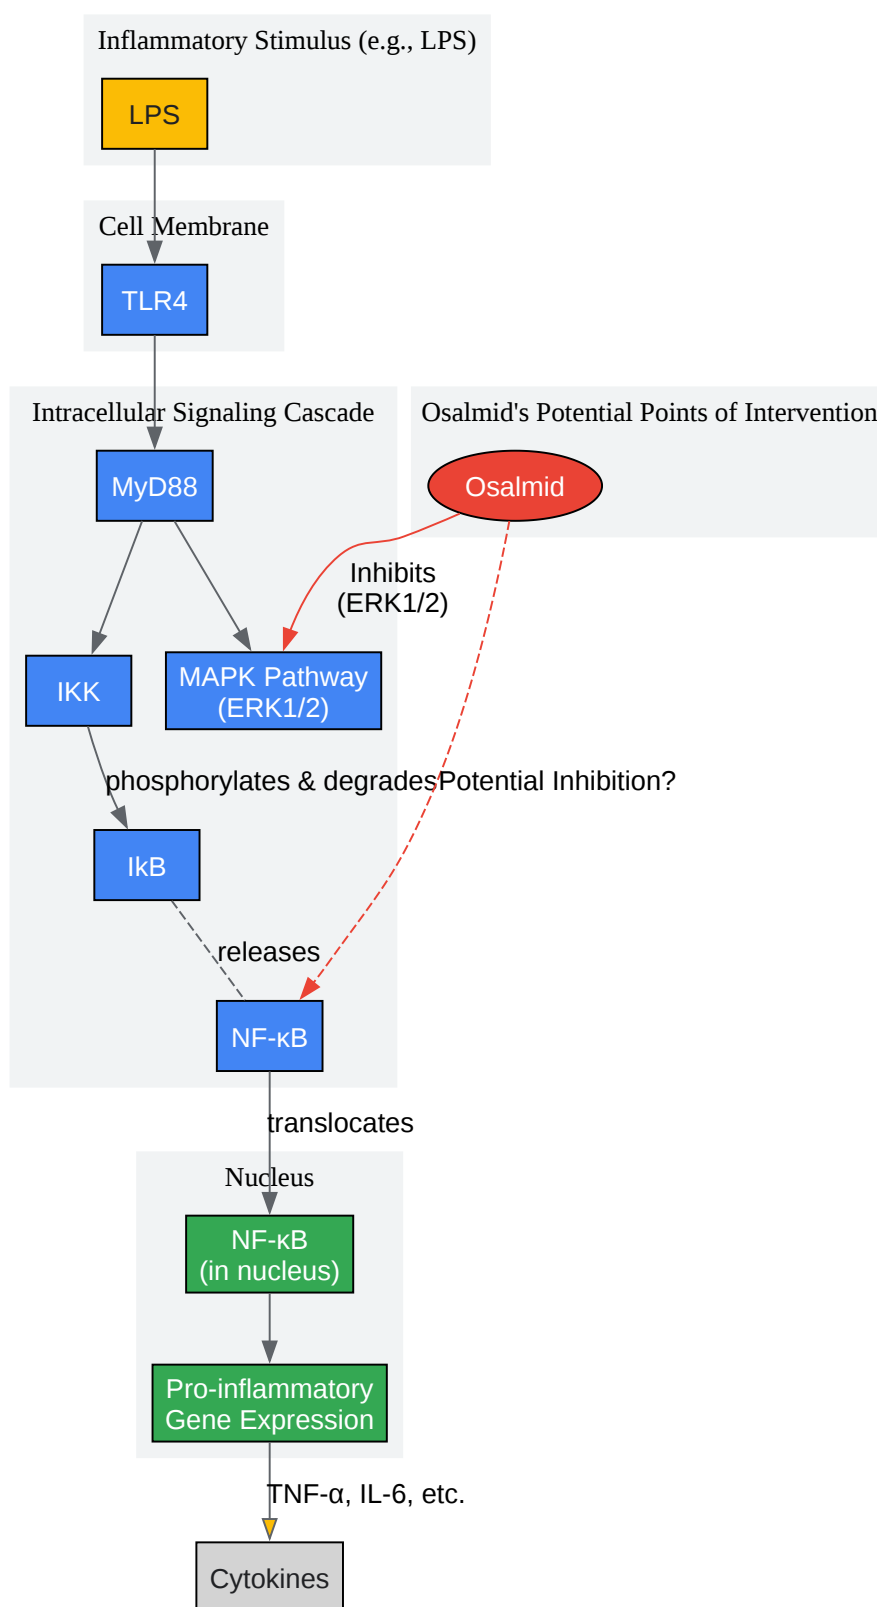 Inflammatory Stimulus (e.g., LPS)
LPS
Cell Membrane
TLR4
Intracellular Signaling Cascade
Osalmid's Potential Points of Intervention
MyD88
Osalmid
Inhibits
(ERK1/2)
IKK
MAPK Pathway
(ERK1/2)
phosphorylates & degrades
Potential Inhibition?
IkB
releases
NF-κB
translocates
Nucleus
NF-κB
(in nucleus)
Pro-inflammatory
Gene Expression
TNF-α, IL-6, etc.
Cytokines